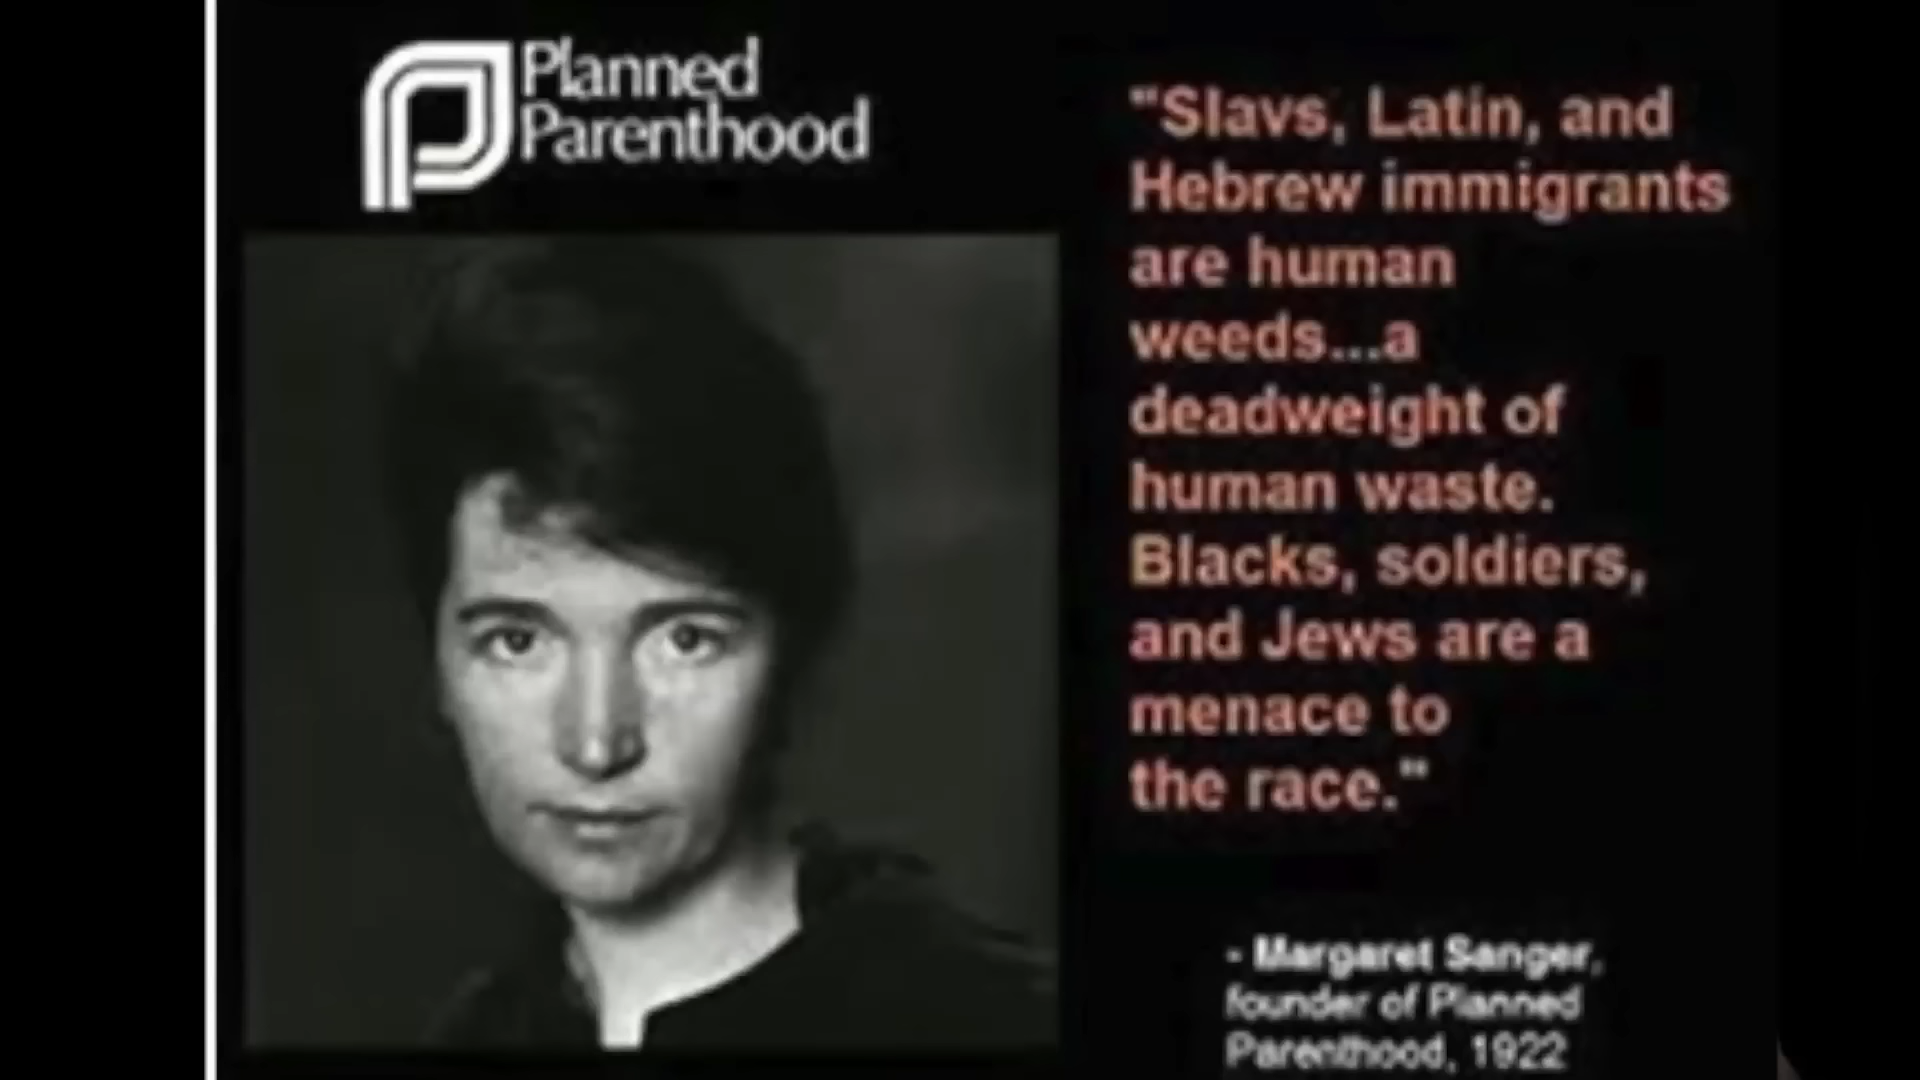 Planned
Parenthood
"Slavs, Latin, and
Hebrew immigrants
are human
weeds...a
deadweight of
human waste.
Blacks, soldiers,
and Jews are a
menace to
the race."
- Margaret Sanger,
founder of Planned
Parenthood, 1922